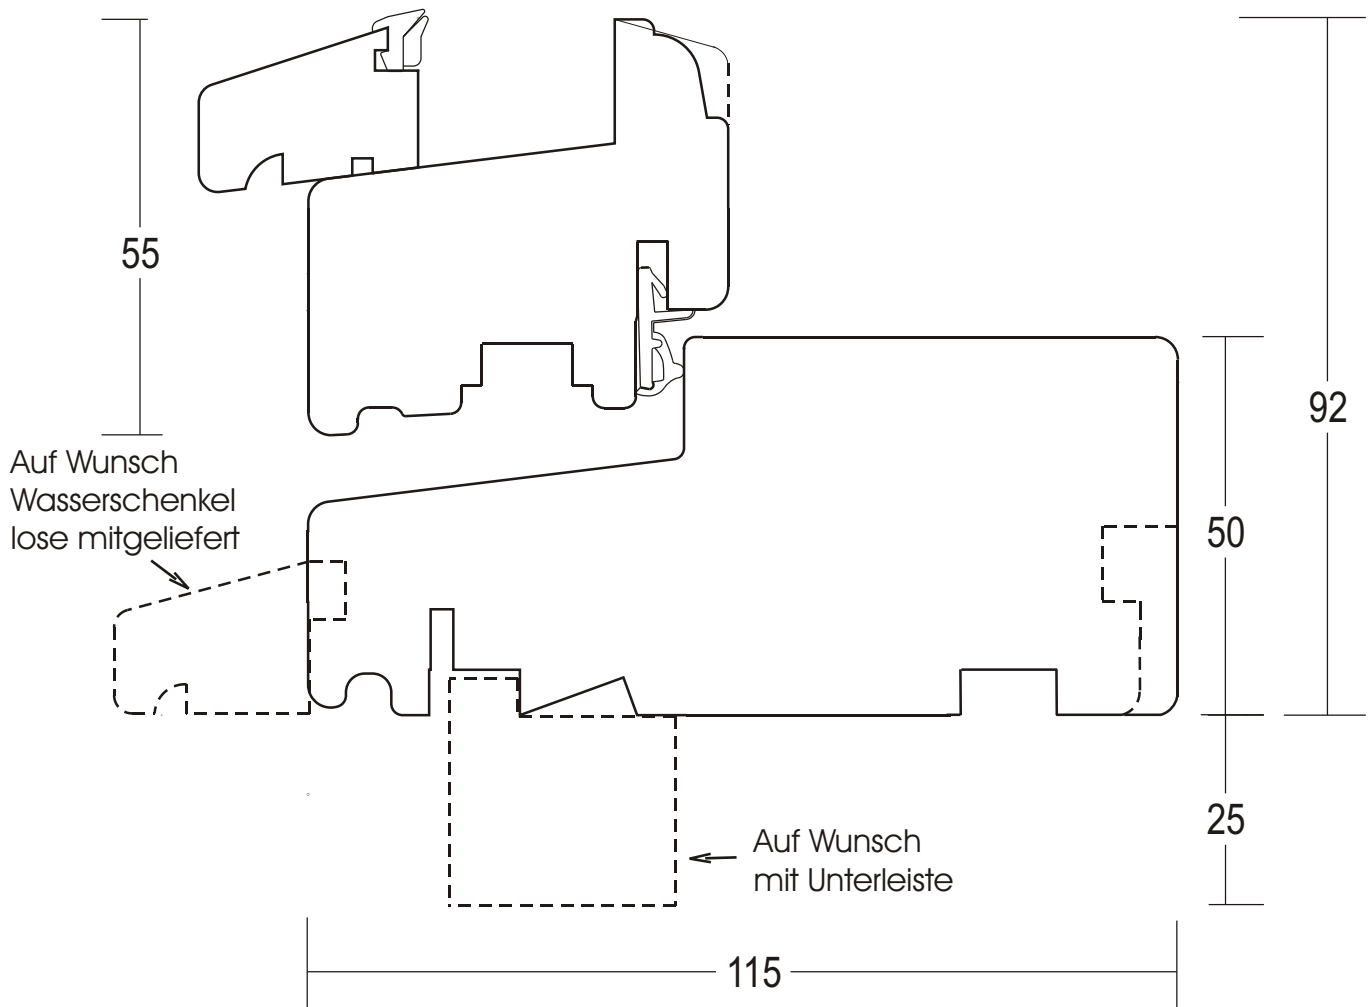 55
92
Auf Wunsch
Wasserschenkel
lose mitgeliefert
50
25
Auf Wunsch
mit Unterleiste
115